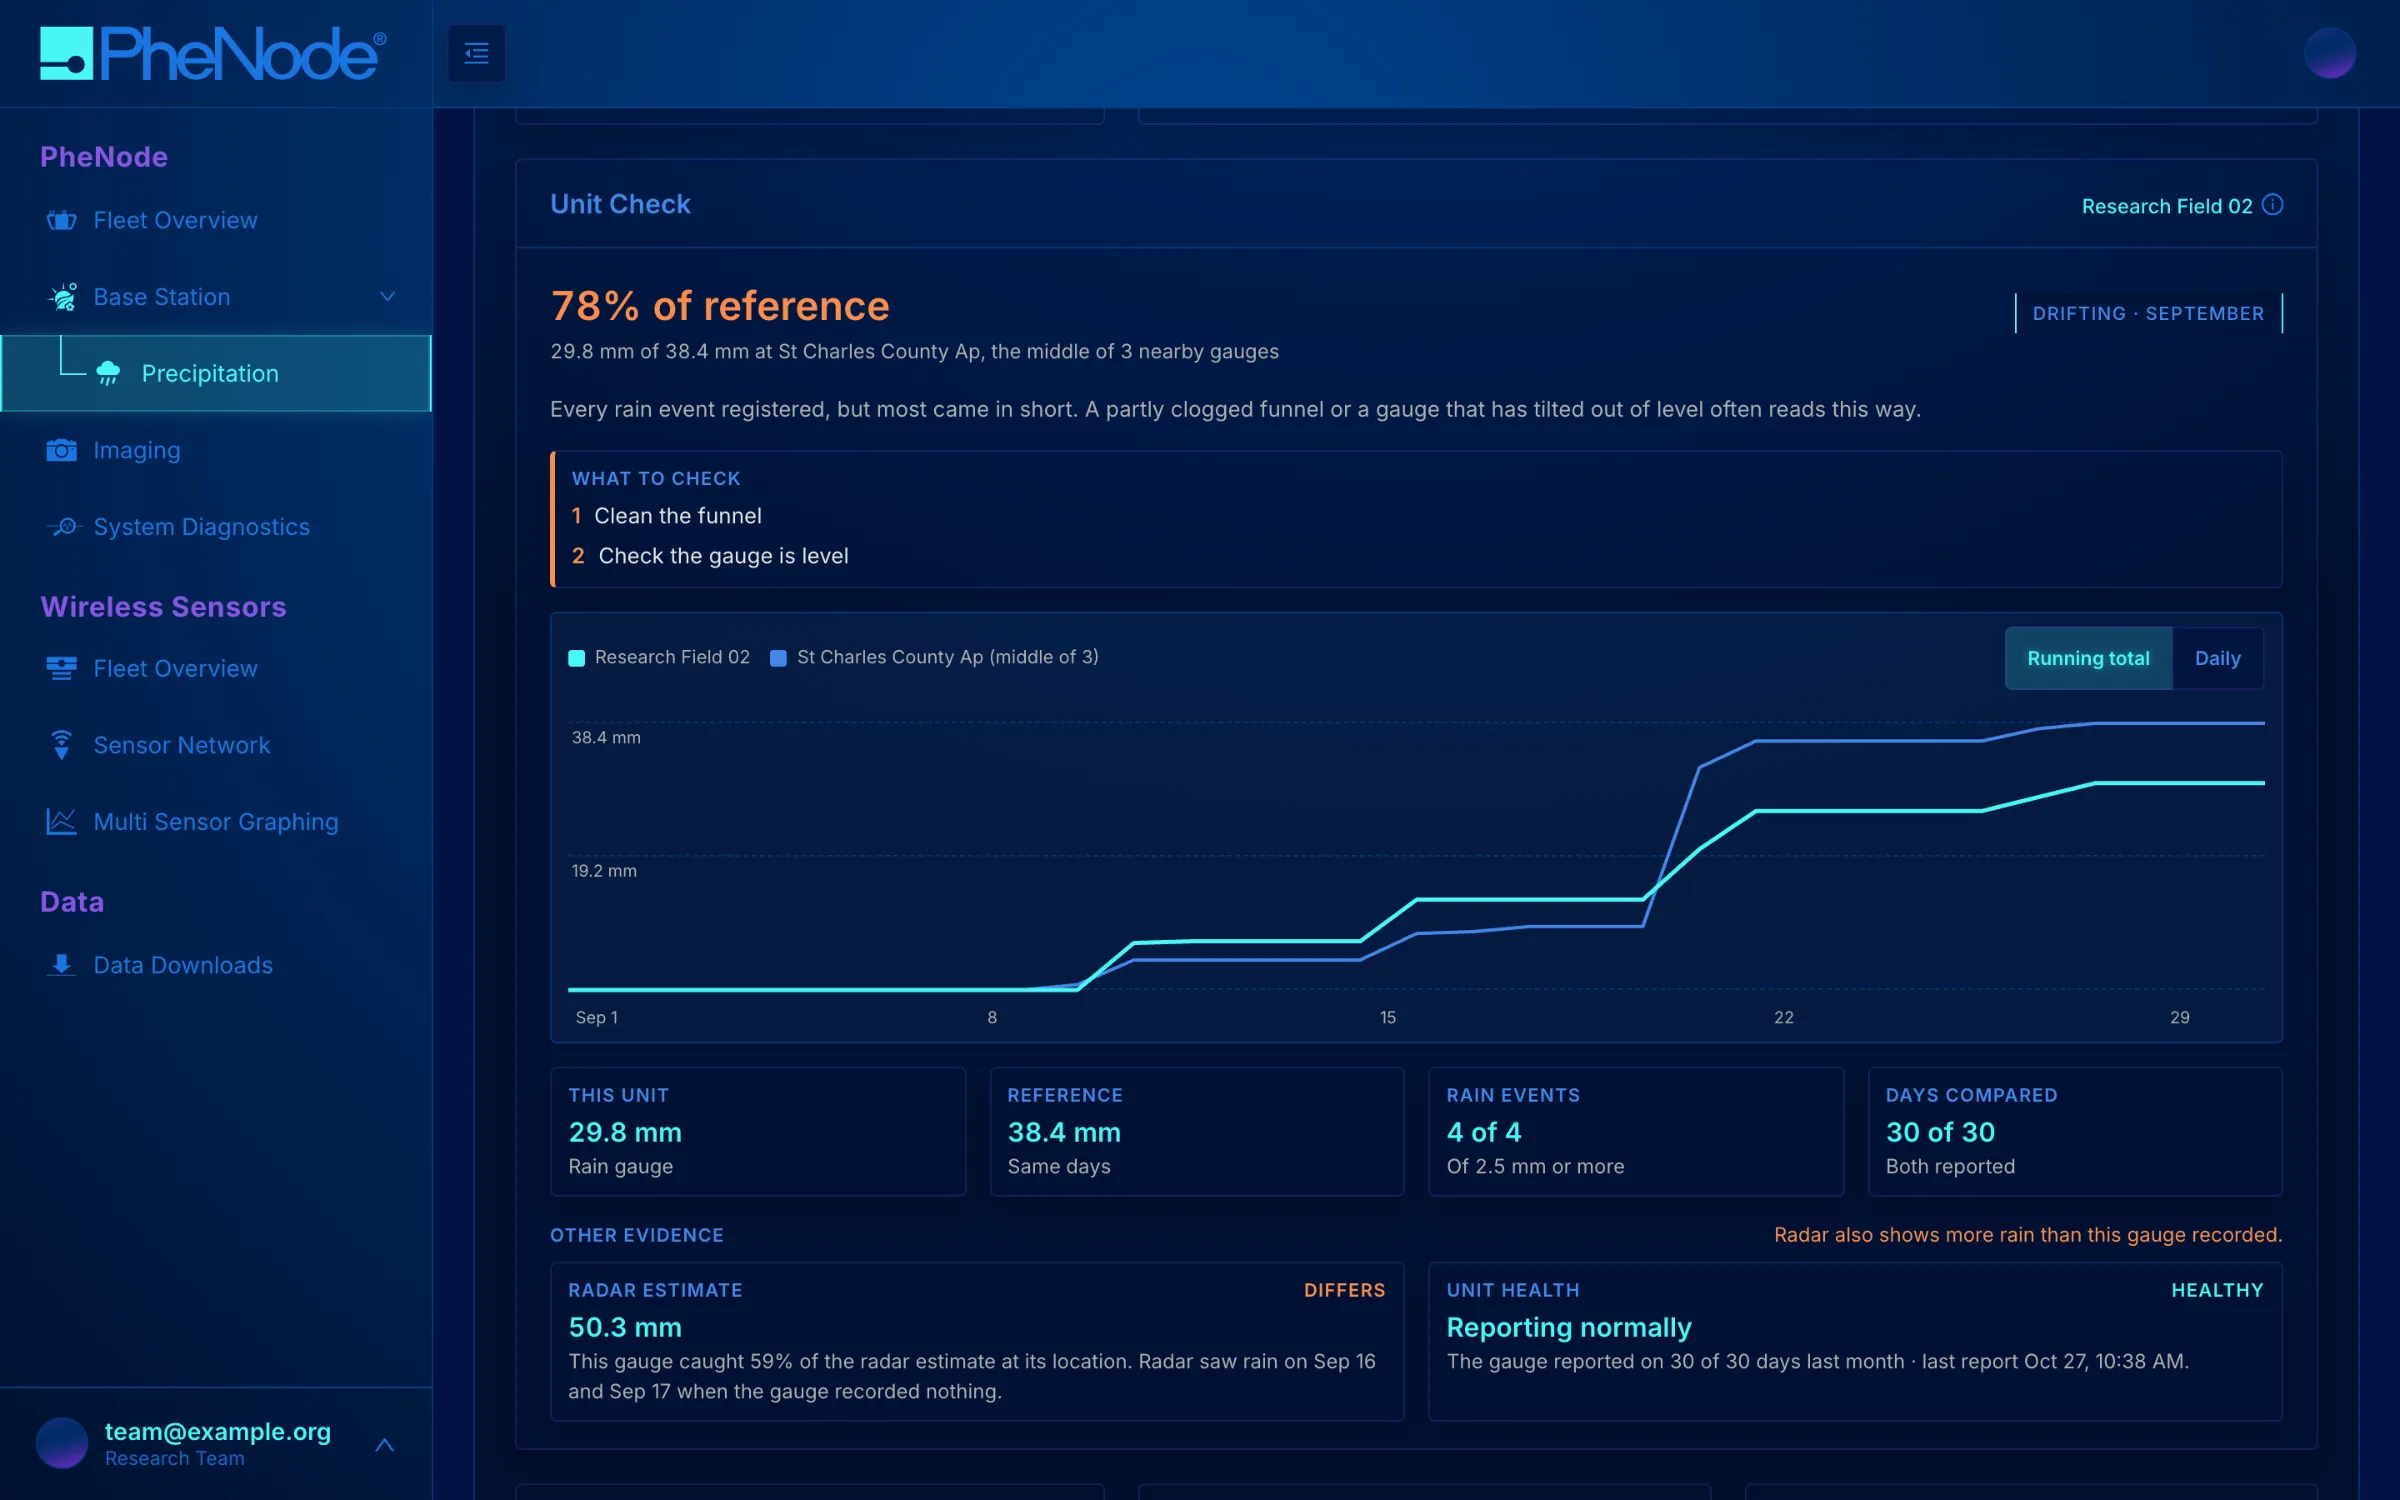 PheNode®
PheNode
Fleet Overview
Base Station
Precipitation
Imaging
System Diagnostics
Wireless Sensors
Fleet Overview
Sensor Network
Multi Sensor Graphing
Data
Data Downloads
team@example.org
Research Team
Unit Check
Research Field 02
78% of reference
DRIFTING · SEPTEMBER
29.8 mm of 38.4 mm at St Charles County Ap, the middle of 3 nearby gauges
Every rain event registered, but most came in short. A partly clogged funnel or a gauge that has tilted out of level often reads this way.
WHAT TO CHECK
1 Clean the funnel
2 Check the gauge is level
Research Field 02 St Charles County Ap (middle of 3)
Running total Daily
38.4 mm
19.2 mm
Sep 1 8 15 22 29
THIS UNIT
29.8 mm
Rain gauge
REFERENCE
38.4 mm
Same days
RAIN EVENTS
4 of 4
Of 2.5 mm or more
DAYS COMPARED
30 of 30
Both reported
OTHER EVIDENCE
Radar also shows more rain than this gauge recorded.
RADAR ESTIMATE
DIFFERS
50.3 mm
This gauge caught 59% of the radar estimate at its location. Radar saw rain on Sep 16
and Sep 17 when the gauge recorded nothing.
UNIT HEALTH
HEALTHY
Reporting normally
The gauge reported on 30 of 30 days last month · last report Oct 27, 10:38 AM.